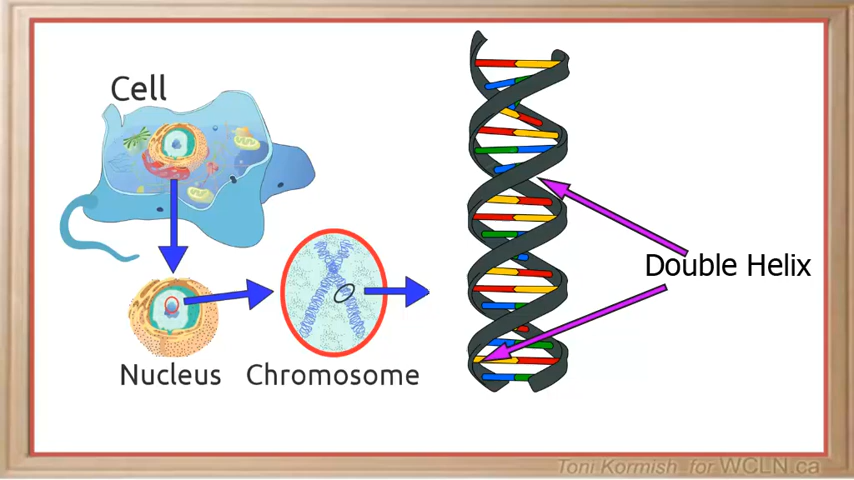 Cell
Double Helix
Nucleus
Chromosome
Toni Kormish for WCLN.ca